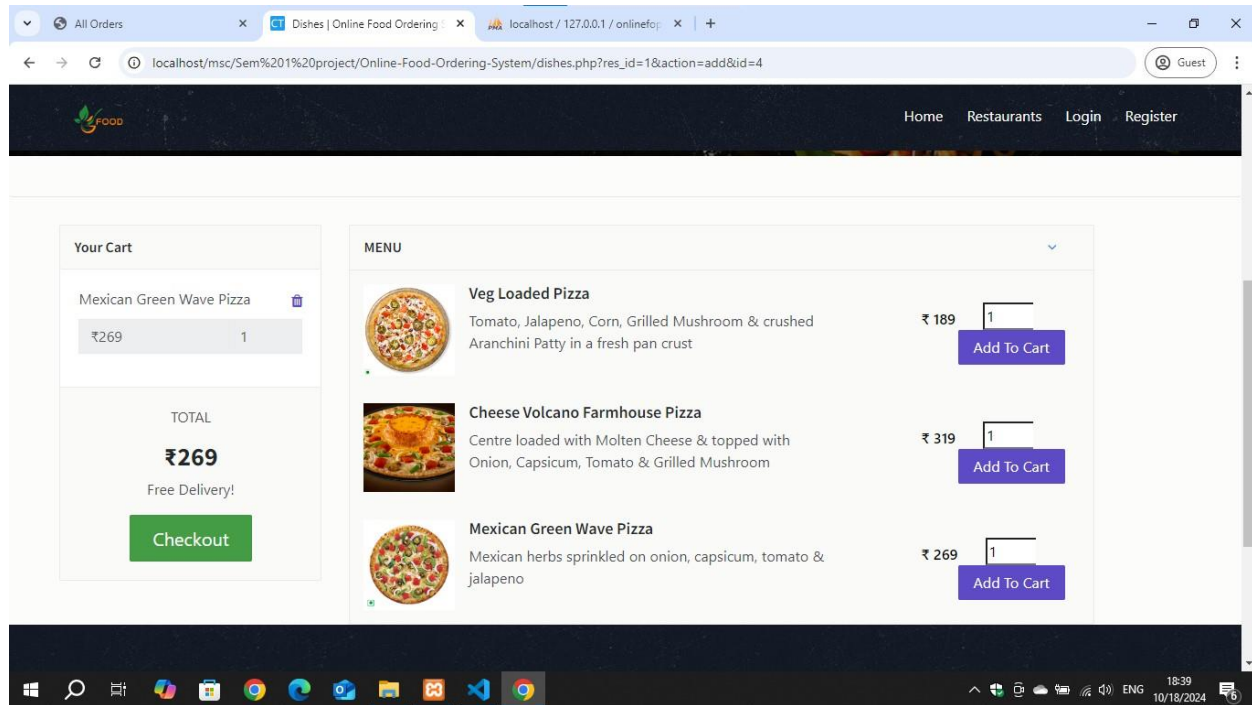 All Orders
Dishes | Online Food Ordering
localhost / 127.0.0.1 / onlinefop
localhost/msc/Sem%201%20project/Online-Food-Ordering-System/dishes.php?res_id=1&action=add&id=4
Guest
FOOD
Home Restaurants Login Register
Your Cart
Mexican Green Wave Pizza
₹269 1
TOTAL
₹269
Free Delivery!
Checkout
MENU
Veg Loaded Pizza
Tomato, Jalapeno, Corn, Grilled Mushroom & crushed
Aranchini Patty in a fresh pan crust
₹ 189 1
Add To Cart
Cheese Volcano Farmhouse Pizza
Centre loaded with Molten Cheese & topped with
Onion, Capsicum, Tomato & Grilled Mushroom
₹ 319 1
Add To Cart
Mexican Green Wave Pizza
Mexican herbs sprinkled on onion, capsicum, tomato &
jalapeno
₹ 269 1
Add To Cart
ENG
18:39
10/18/2024
6